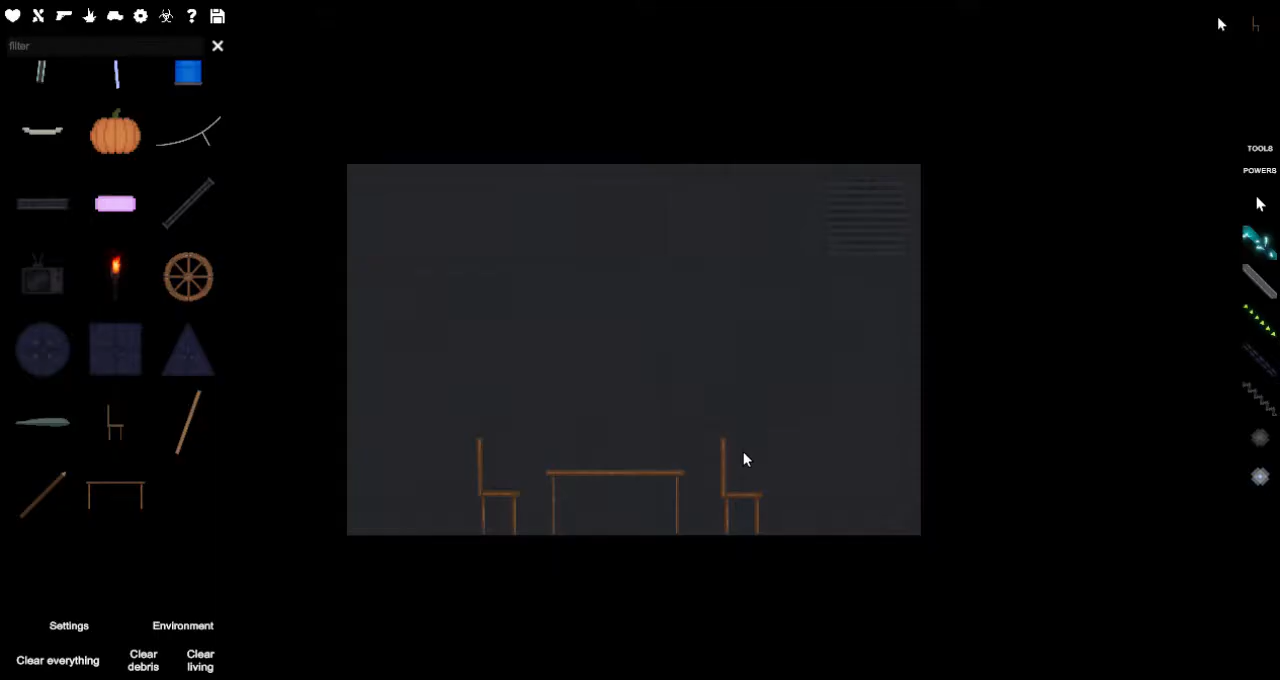 filter
TOOLS
POWERS
Settings
Environment
Clear everything
Clear
debris
Clear
living